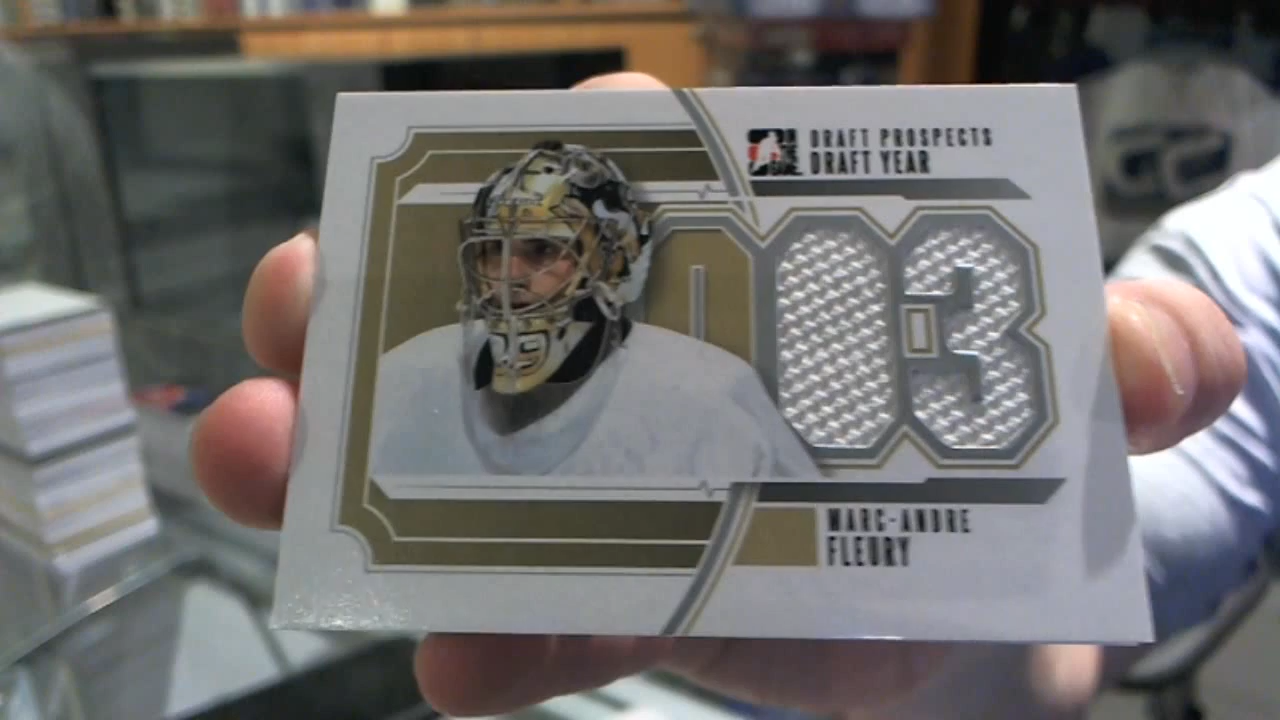 DRAFT PROSPECTS
DRAFT YEAR
03
MARC-ANDRE
FLEURY